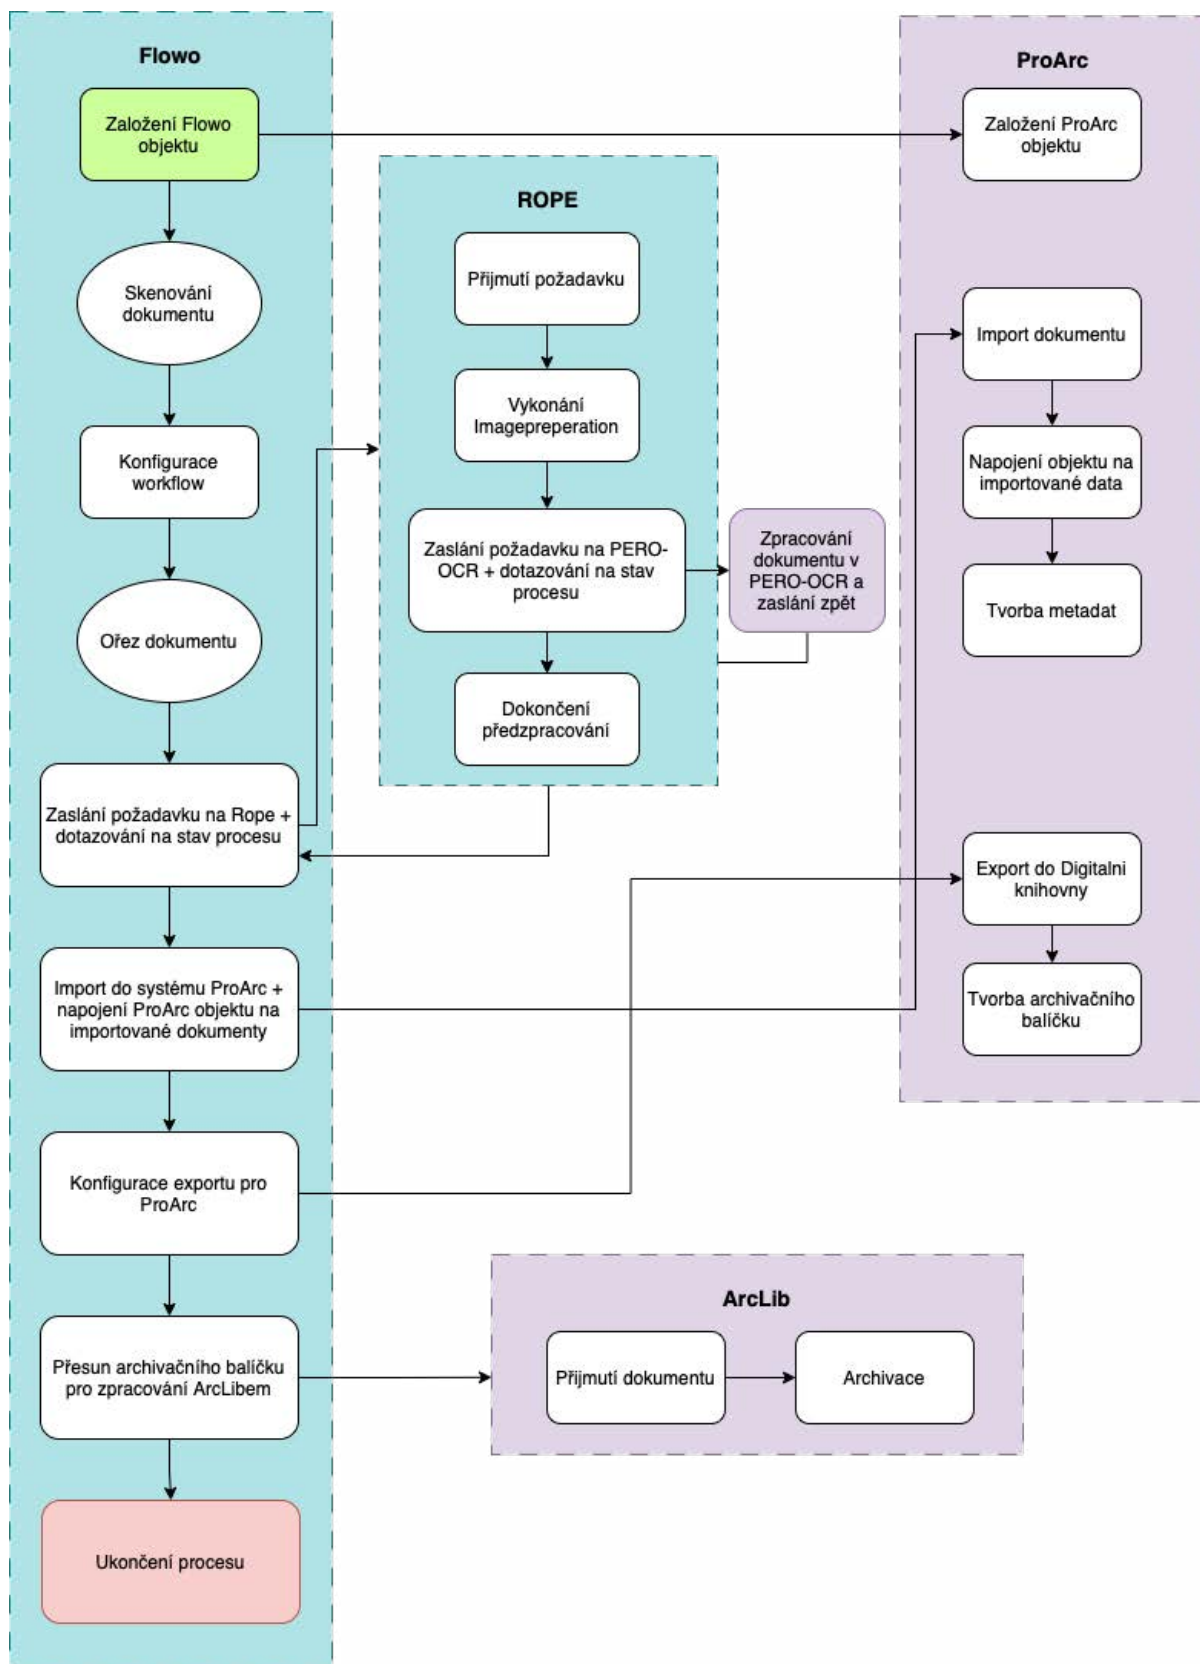 Flowo
Založení Flowo
objektu
Skenování
dokumentu
Konfigurace
workflow
Ořez dokumentu
Zaslání požadavku na Rope +
dotazování na stav procesu
Import do systému ProArc +
napojení ProArc objektu na
importované dokumenty
Konfigurace exportu pro
ProArc
Přesun archivačního balíčku
pro zpracování ArcLibem
Ukončení procesu
ROPE
Přijmutí požadavku
Vykonání
Imagepreperation
Zaslání požadavku na PERO-
OCR + dotazování na stav
procesu
Dokončení
předzpracování
Zpracování
dokumentu v
PERO-OCR a
zaslání zpět
ProArc
Založení ProArc
objektu
Import dokumentu
Napojení objektu na
importované data
Tvorba metadat
Export do Digitalni
knihovny
Tvorba archivačního
balíčku
ArcLib
Přijmutí dokumentu
Archivace